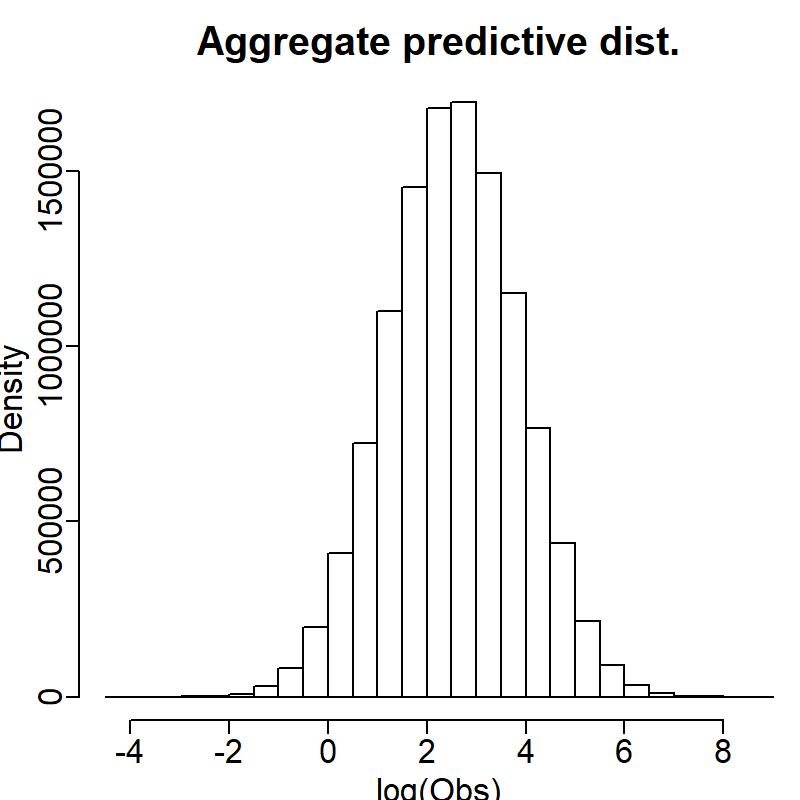 Aggregate predictive dist.
Density
1500000
1000000
500000
0
-4 -2 0 2 4 6 8
log(Obs)